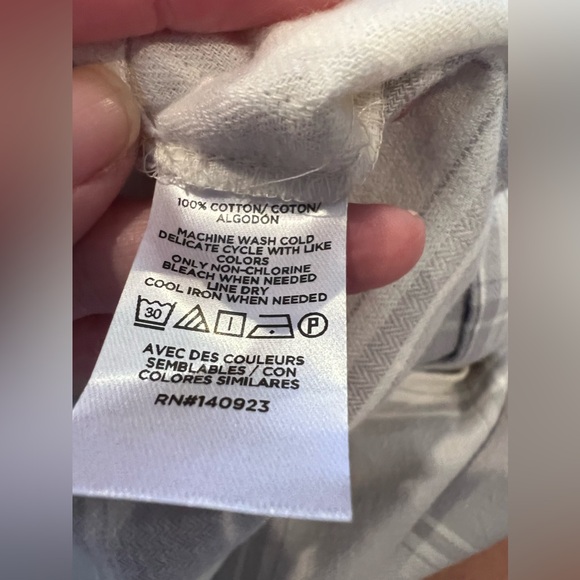 100% COTTON/ COTON/
ALGODÓN
MACHINE WASH COLD
DELICATE CYCLE WITH LIKE
COLORS
ONLY NON-CHLORINE
BLEACH WHEN NEEDED
LINE DRY
COOL IRON WHEN NEEDED
30 P
AVEC DES COULEURS
SEMBLABLES / CON
COLORES SIMILARES
RN#140923